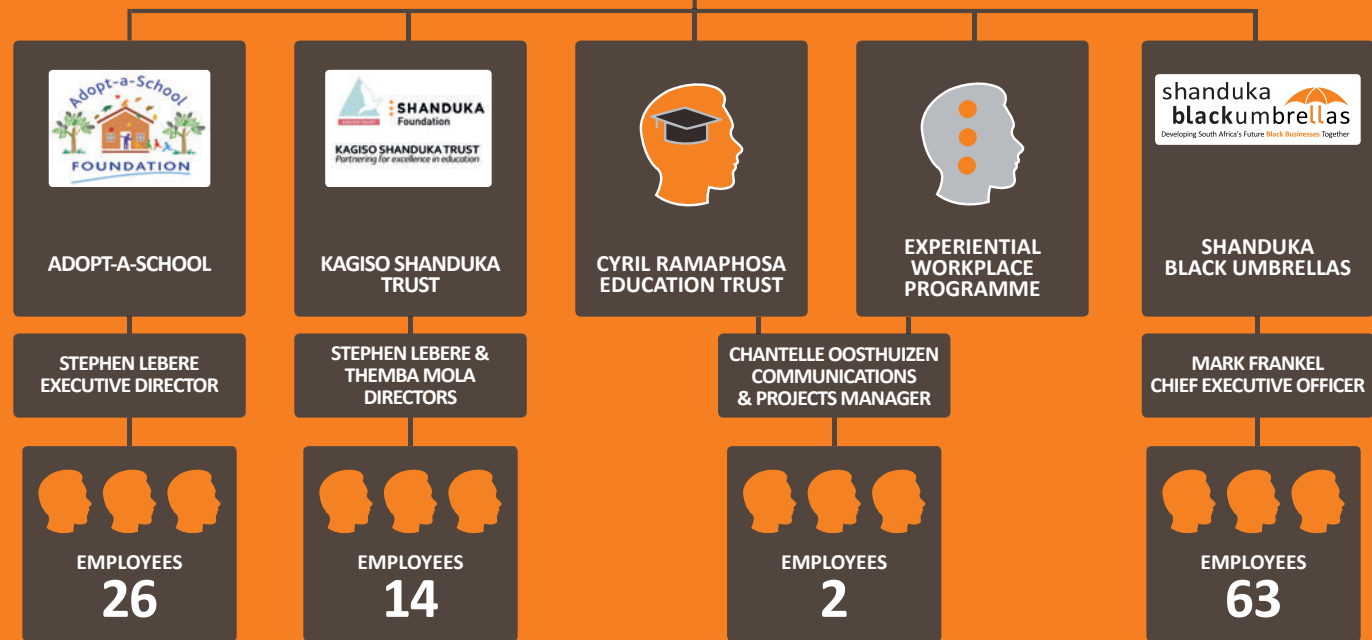 Adopt-a-School
FOUNDATION
ADOPT-A-SCHOOL
STEPHEN LEBERE
EXECUTIVE DIRECTOR
EMPLOYEES
26
KAGISO TRUST
SHANDUKA
Foundation
KAGISO SHANDUKA TRUST
Partnering for excellence in education
KAGISO SHANDUKA
TRUST
STEPHEN LEBERE &
THEMBA MOLA
DIRECTORS
EMPLOYEES
14
CYRIL RAMAPHOSA
EDUCATION TRUST
EXPERIENTIAL
WORKPLACE
PROGRAMME
CHANTELLE OOSTHUIZEN
COMMUNICATIONS
& PROJECTS MANAGER
EMPLOYEES
2
shanduka
blackumbrellas
Developing South Africa's Future Black Businesses Together
SHANDUKA
BLACK UMBRELLAS
MARK FRANKEL
CHIEF EXECUTIVE OFFICER
EMPLOYEES
63